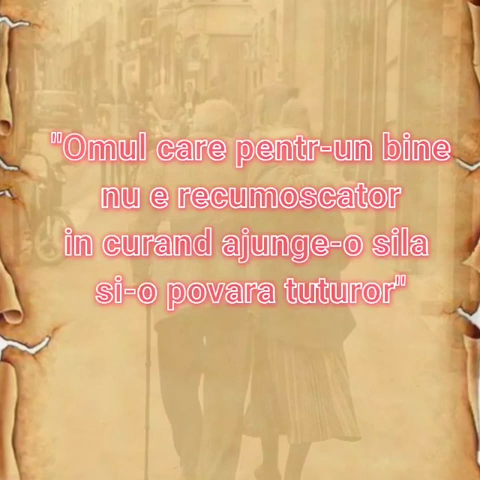 "Omul care pentr-un bine
nu e recumoscator
in curand ajunge-o sila
si-o povara tuturor"